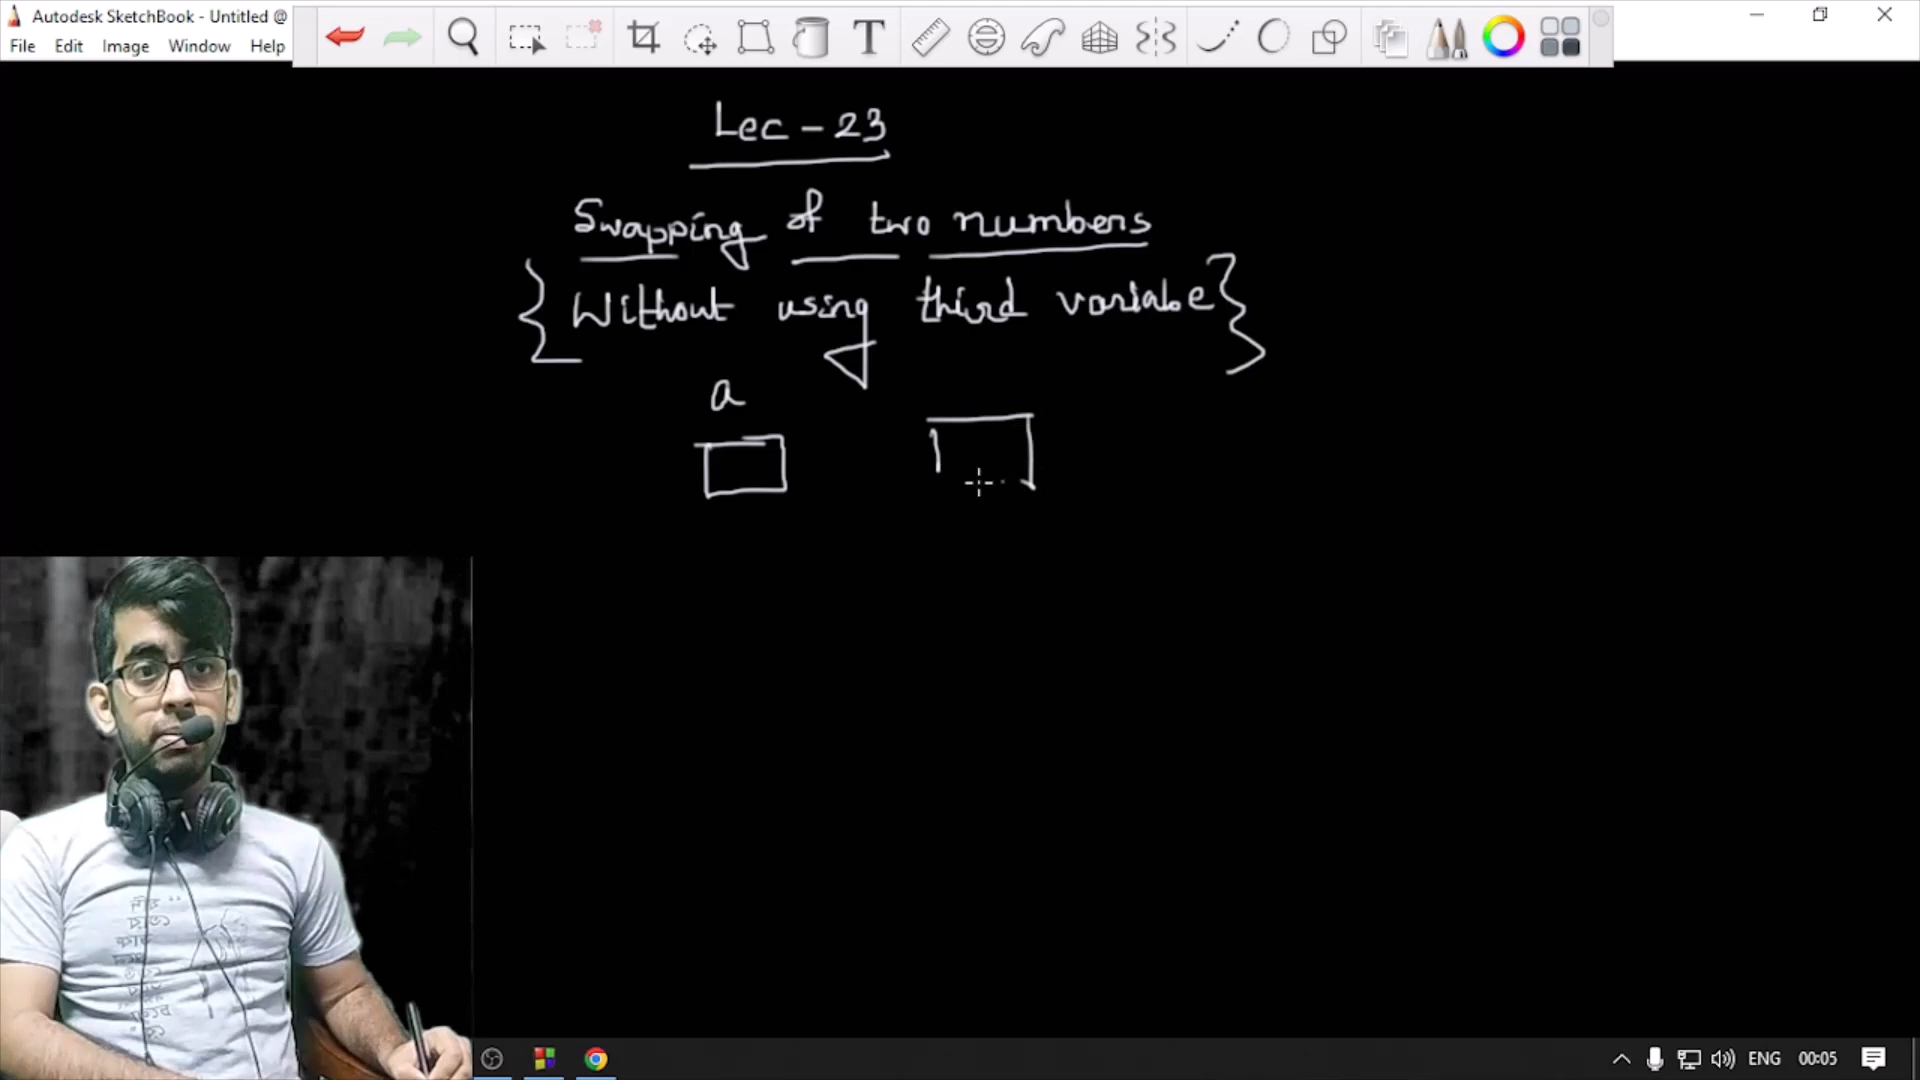 Autodesk SketchBook - Untitled @
File Edit Image Window Help
T
Lec - 23
Swapping of two numbers
{ Without using third variabe }
a
ENG 00:05